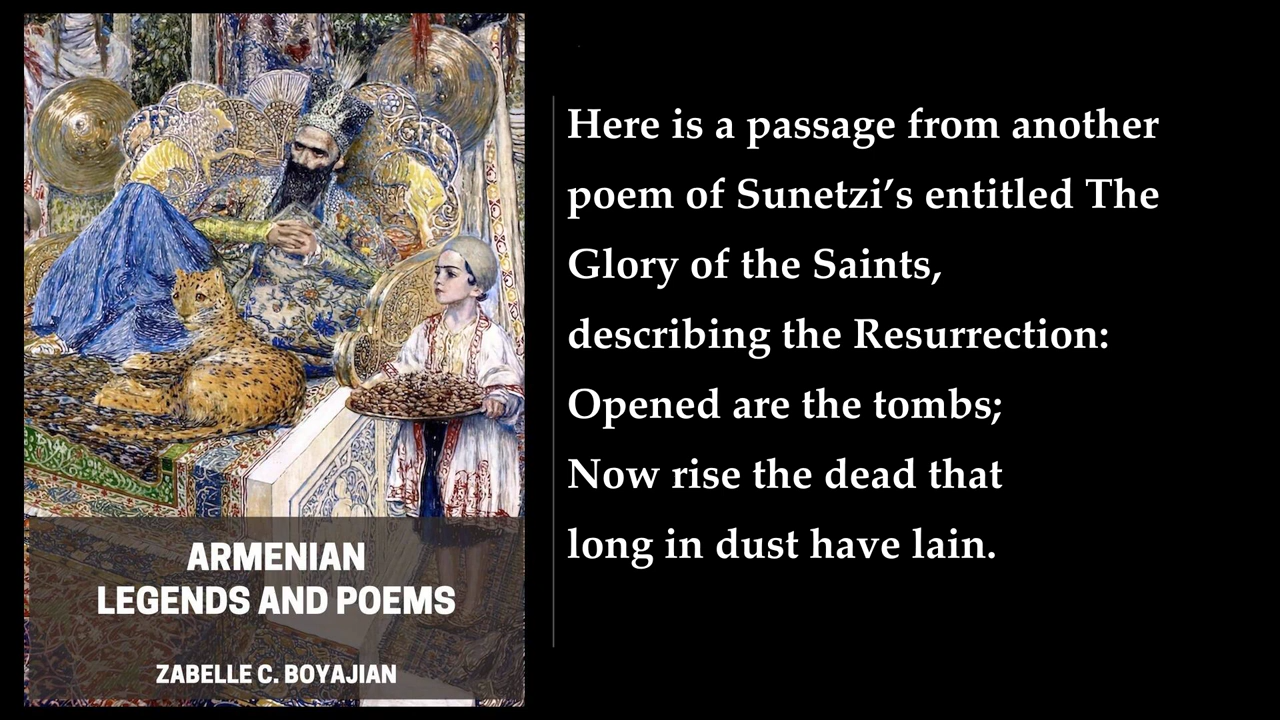 ARMENIAN
LEGENDS AND POEMS
ZABELLE C. BOYAJIAN
Here is a passage from another
poem of Sunetzi’s entitled The
Glory of the Saints,
describing the Resurrection:
Opened are the tombs;
Now rise the dead that
long in dust have lain.